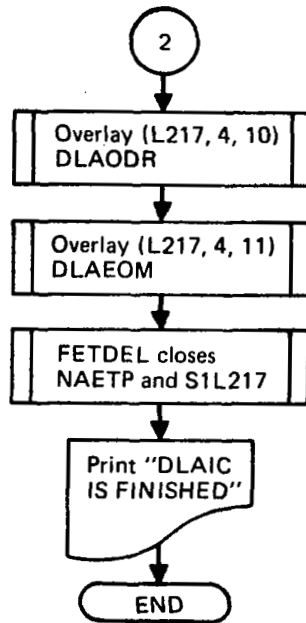 2
Overlay (L217, 4, 10)
DLAODR
Overlay (L217, 4, 11)
DLAEOM
FETDEL closes
NAETP and S1L217
Print "DLAIC
IS FINISHED"
END